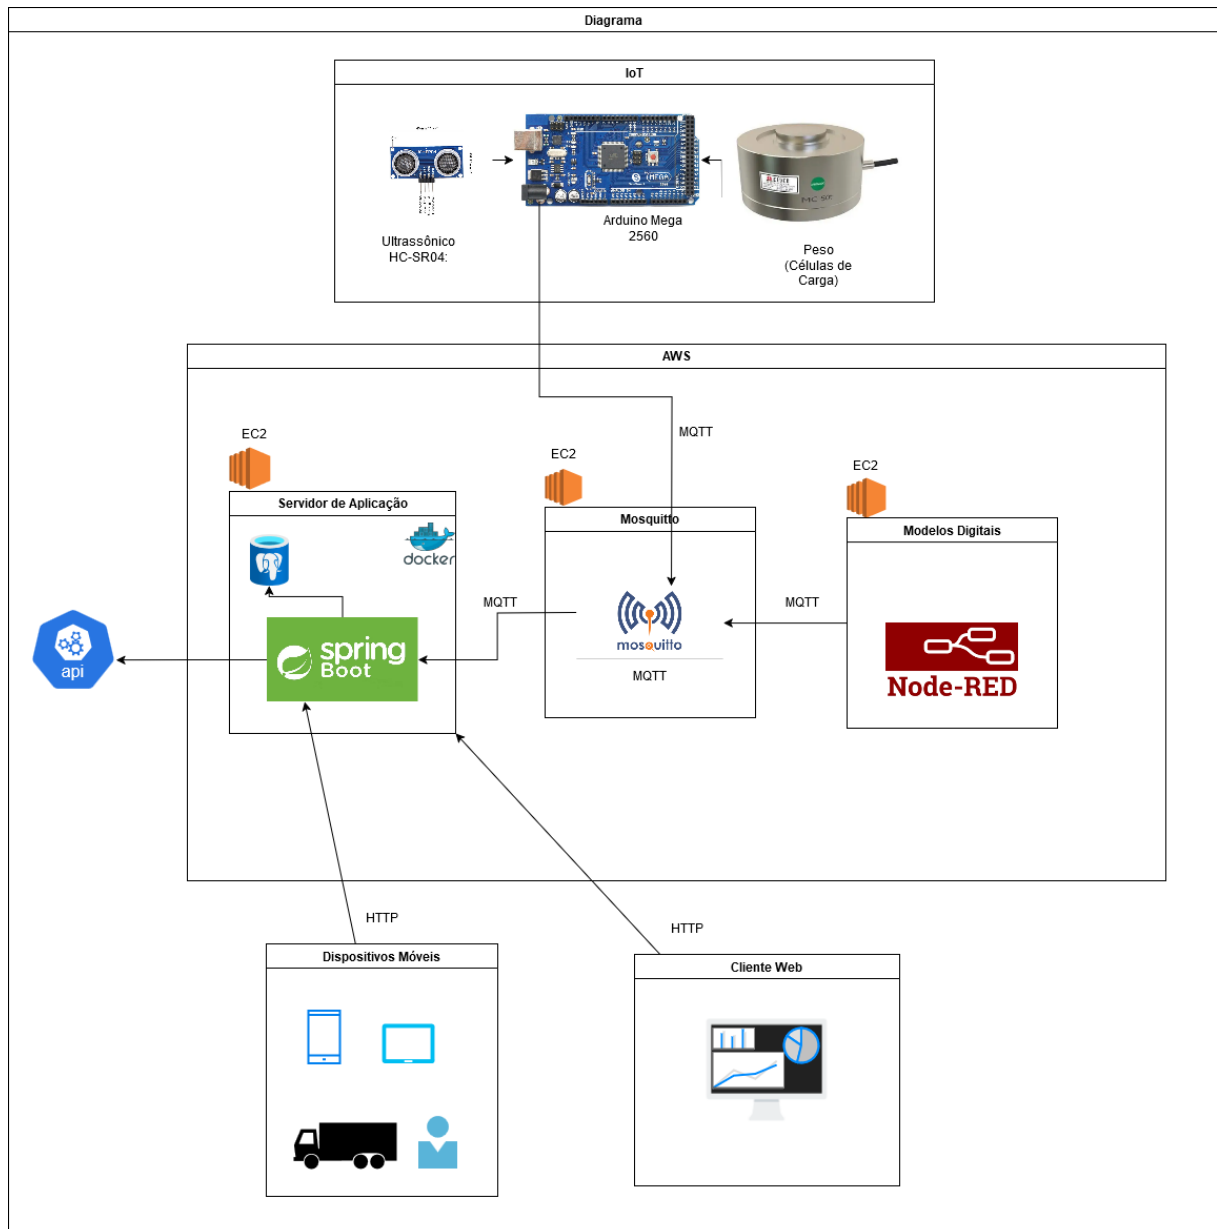 Diagrama
IoT
Ultrassônico
HC-SR04:
Arduino Mega
2560
Peso
(Células de
Carga)
AWS
MQTT
EC2
EC2
EC2
Servidor de Aplicação
Mosquitto
Modelos Digitais
docker
MQTT
MQTT
mosquitto
MQTT
spring
Boot
api
Node-RED
HTTP
HTTP
Dispositivos Móveis
Cliente Web